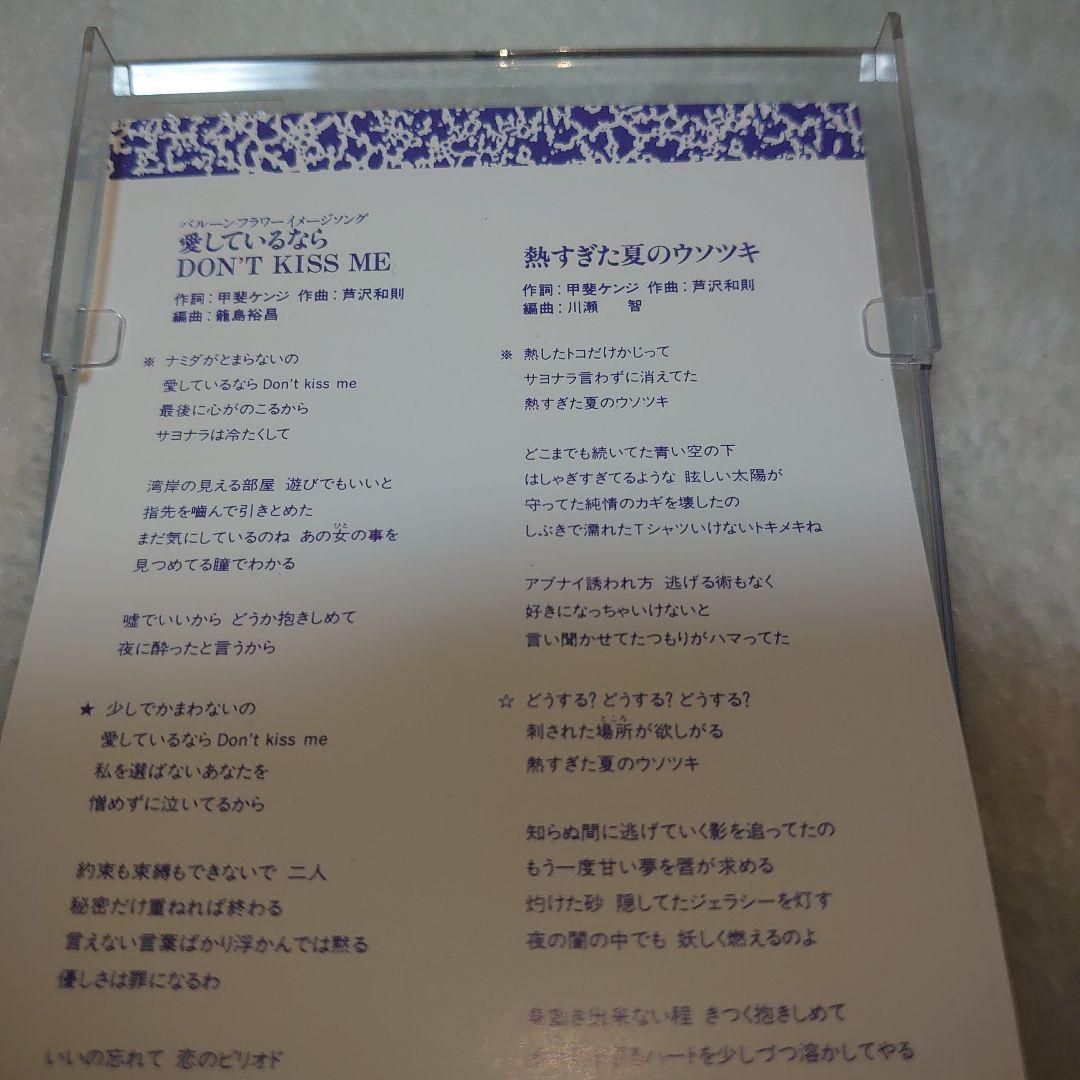 バルーンフラワーイメージソング
愛しているなら
DON'T KISS ME
作詞：甲斐ケンジ 作曲：芦沢和則
編曲：籠島裕昌
※ ナミダがとまらないの
愛しているなら Don't kiss me
最後に心がのこるから
サヨナラは冷たくして
湾岸の見える部屋 遊びでもいいと
指先を噛んで引きとめた
まだ気にしているのね あの女の事を
ひと
見つめてる瞳でわかる
嘘でいいから どうか抱きしめて
夜に酔ったと言うから
★ 少しでかまわないの
愛しているなら Don't kiss me
私を選ばないあなたを
憎めずに泣いてるから
約束も束縛もできないで 二人
秘密だけ重ねれば終わる
言えない言葉ばかり浮かんでは黙る
優しさは罪になるわ
いいの忘れて 恋のピリオド
熱すぎた夏のウソツキ
作詞：甲斐ケンジ 作曲：芦沢和則
編曲：川瀬 智
※ 熱したトコだけかじって
サヨナラ言わずに消えてた
熱すぎた夏のウソツキ
どこまでも続いてた青い空の下
はしゃぎすぎてるような 眩しい太陽が
守ってた純情のカギを壊したの
しぶきで濡れたTシャツいけないトキメキね
アブナイ誘われ方 逃げる術もなく
好きになっちゃいけないと
言い聞かせてたつもりがハマってた
☆ どうする? どうする? どうする?
刺された場所が欲しがる
ところ
熱すぎた夏のウソツキ
知らぬ間に逃げていく影を追ってたの
もう一度甘い夢を唇が求める
灼けた砂 隠してたジェラシーを灯す
夜の闇の中でも 妖しく燃えるのよ
身動き出来ない程 きつく抱きしめて
ハートを少しづつ溶かしてやる